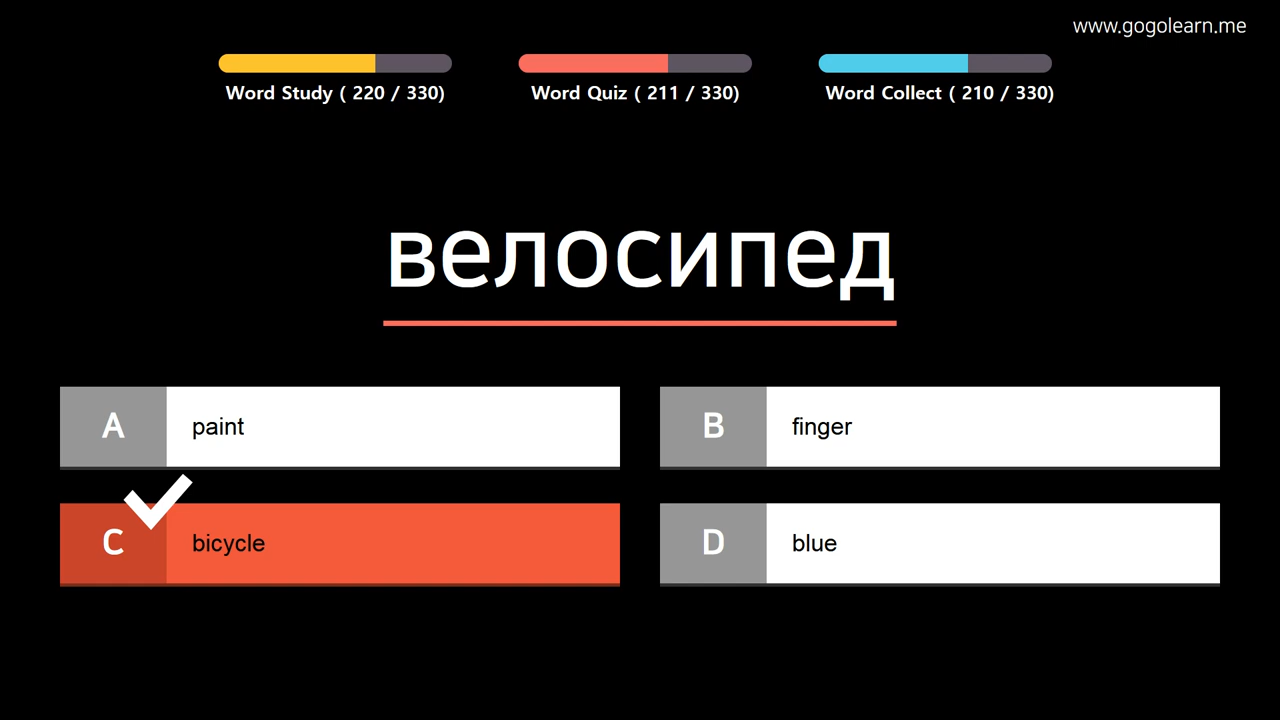 www.gogolearn.me
Word Study ( 220 / 330)
Word Quiz ( 211 / 330)
Word Collect ( 210 / 330)
велосипед
A paint
B finger
C bicycle
D blue